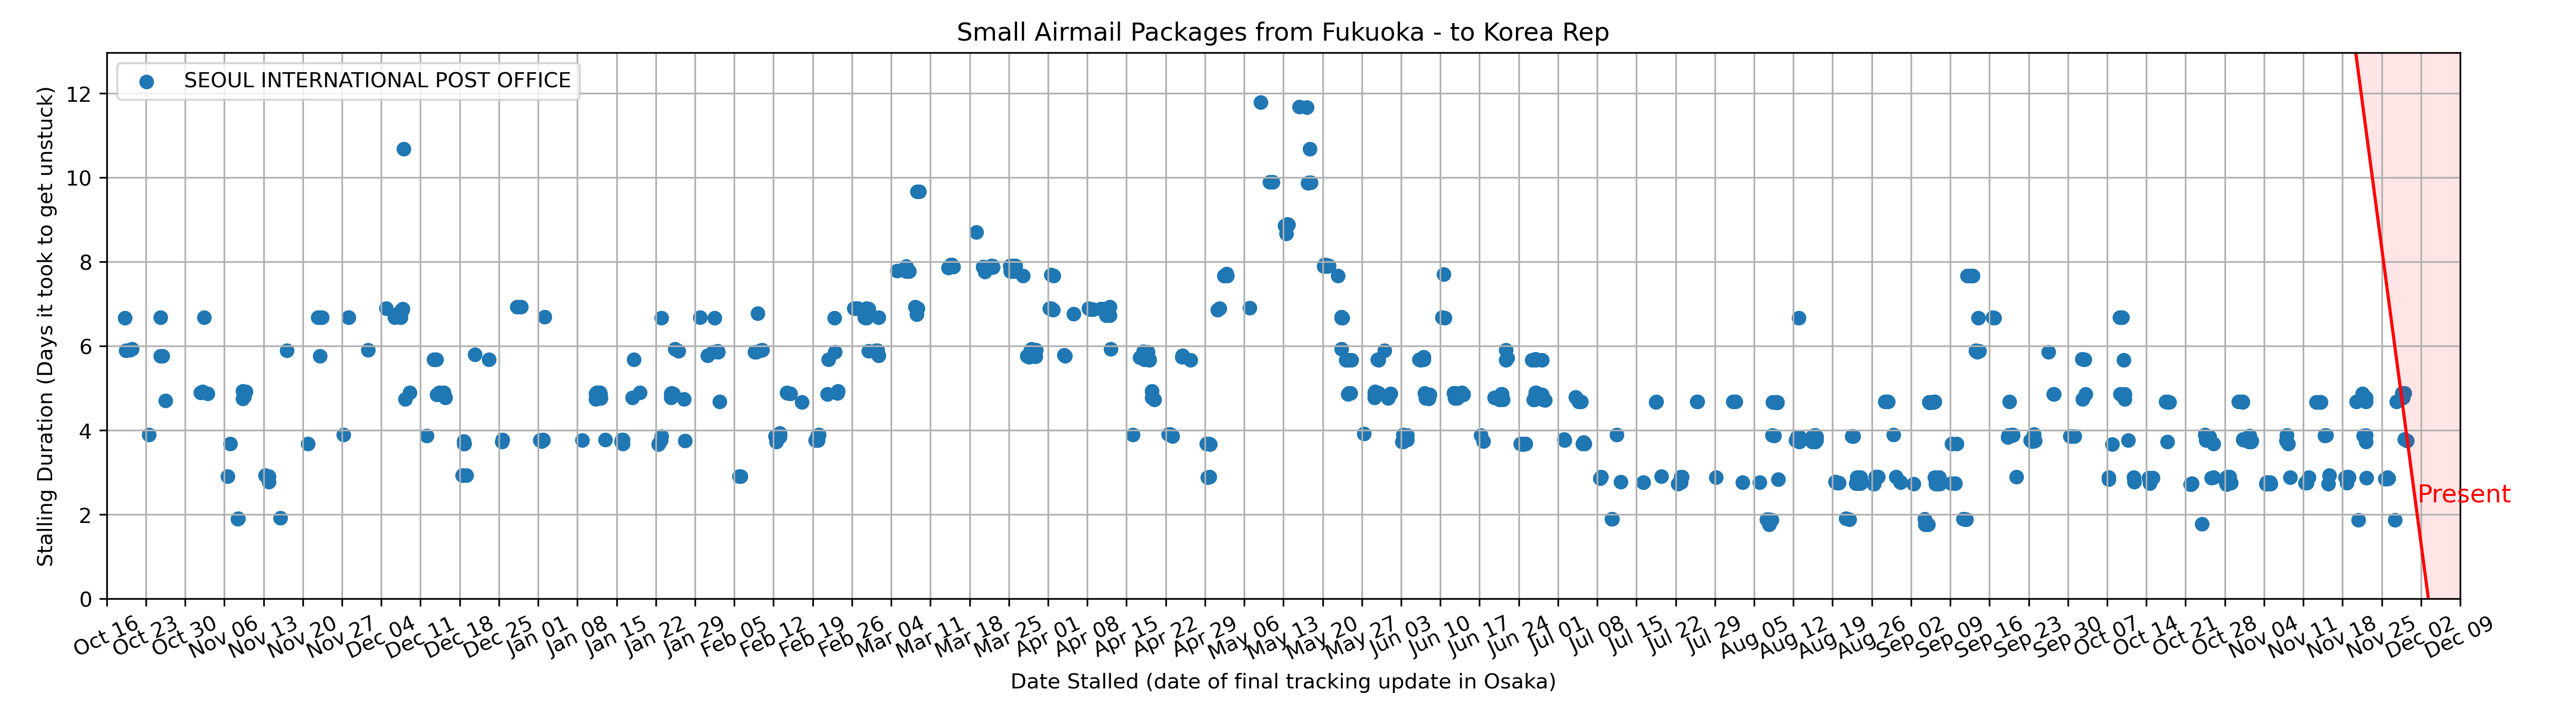 Small Airmail Packages from Fukuoka - to Korea Rep
SEOUL INTERNATIONAL POST OFFICE
Stalling Duration (Days it took to get unstuck)
12
10
8
6
4
2
0
Present
Oct 16 Oct 23 Oct 30 Nov 06 Nov 13 Nov 20 Nov 27 Dec 04 Dec 11 Dec 18 Dec 25 Jan 01 Jan 08 Jan 15 Jan 22 Jan 29 Feb 05 Feb 12 Feb 19 Feb 26 Mar 04 Mar 11 Mar 18 Mar 25 Apr 01 Apr 08 Apr 15 Apr 22 Apr 29 May 06 May 13 May 20 May 27 Jun 03 Jun 10 Jun 17 Jun 24 Jul 01 Jul 08 Jul 15 Jul 22 Jul 29 Aug 05 Aug 12 Aug 19 Aug 26 Sep 02 Sep 09 Sep 16 Sep 23 Sep 30 Oct 07 Oct 14 Oct 21 Oct 28 Nov 04 Nov 11 Nov 18 Nov 25 Dec 02 Dec 09
Date Stalled (date of final tracking update in Osaka)